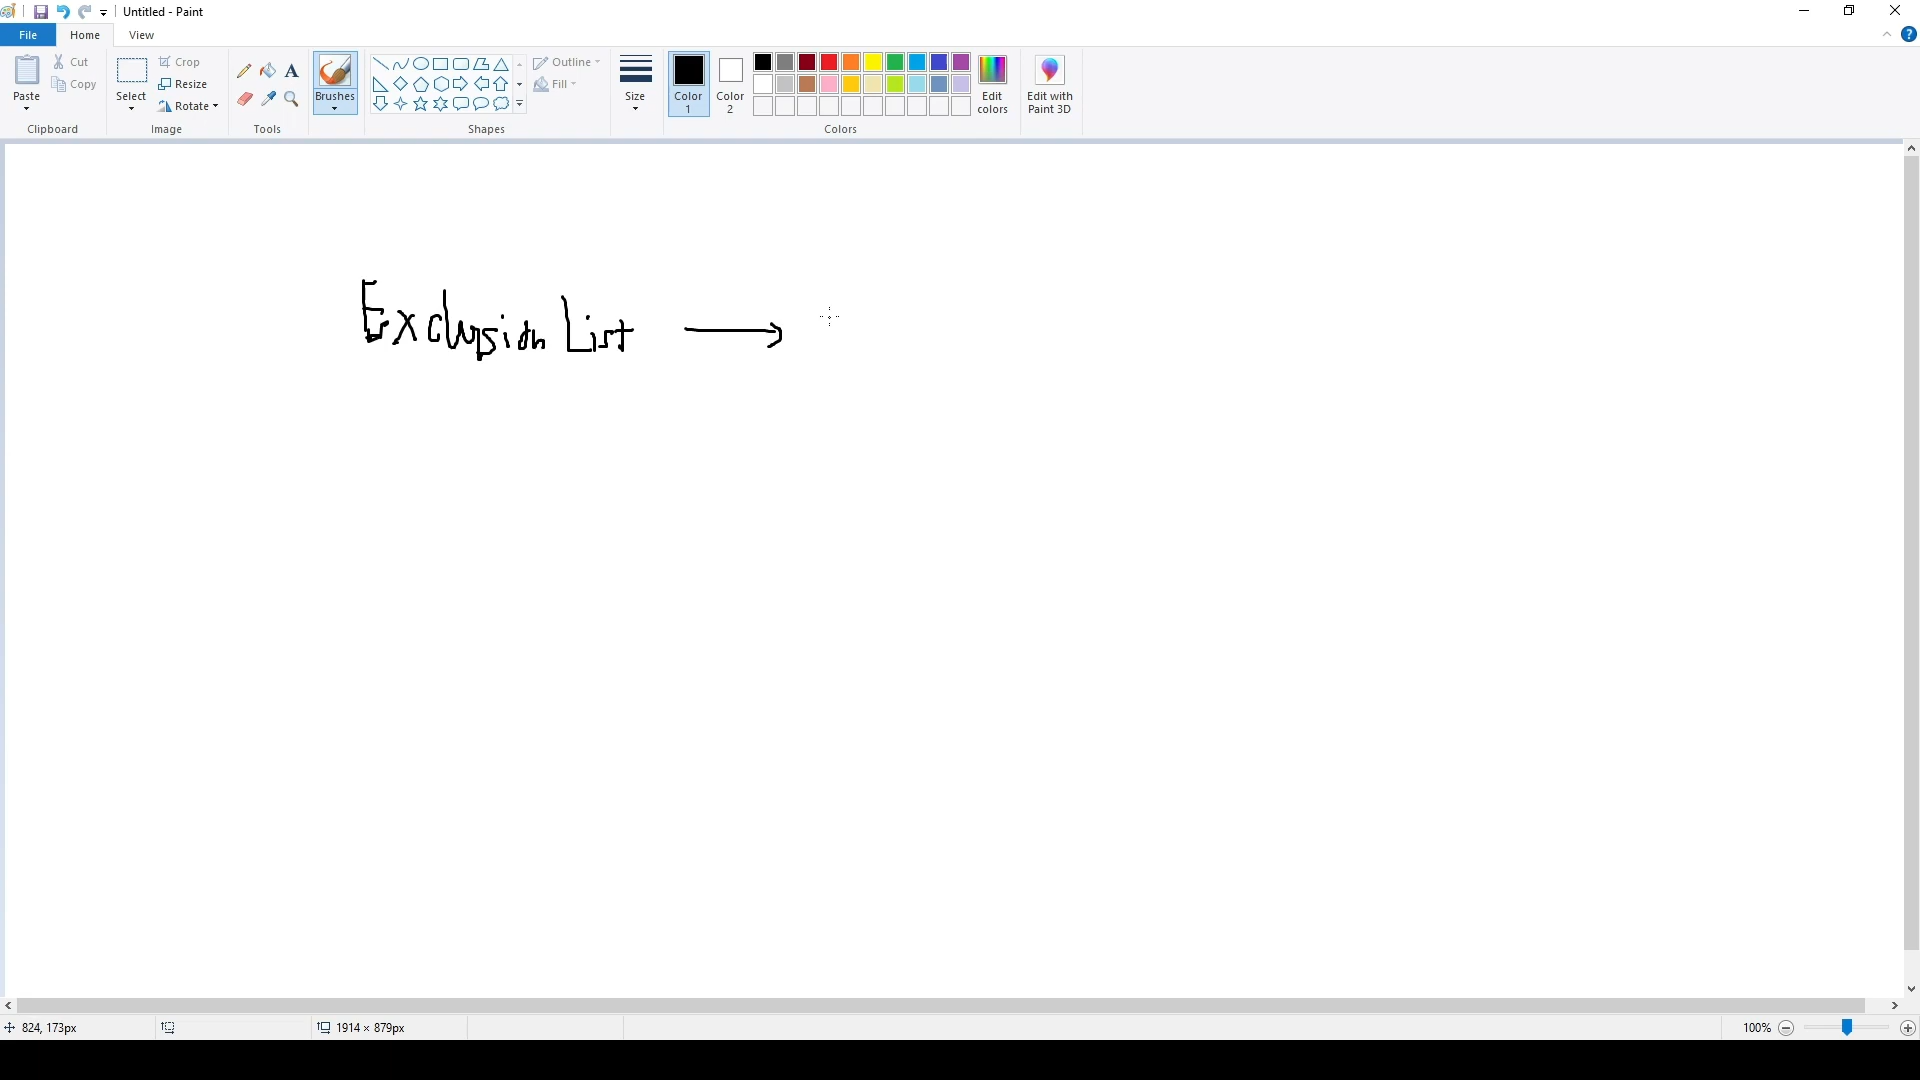 Untitled - Paint
File Home View
Paste
Cut
Copy
Clipboard
Select
Crop
Resize
Rotate
Image
Tools
Brushes
Shapes
Outline
Fill
Size
Color 1
Color 2
Colors
Edit colors
Edit with Paint 3D
Exclusion List
824, 173px
1914 × 879px
100%